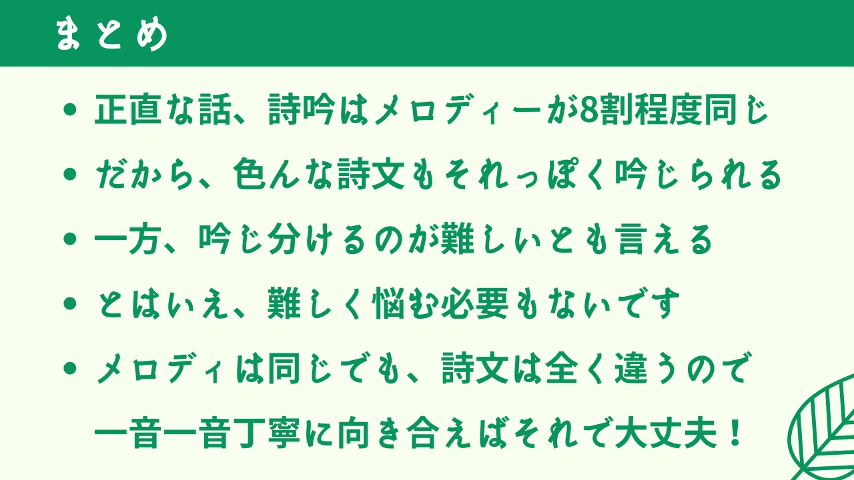 まとめ
• 正直な話、詩吟はメロディーが8割程度同じ
• だから、色んな詩文もそれっぽく吟じられる
• 一方、吟じ分けるのが難しいとも言える
• とはいえ、難しく悩む必要もないです
• メロディは同じでも、詩文は全く違うので
一音一音丁寧に向き合えばそれで大丈夫！